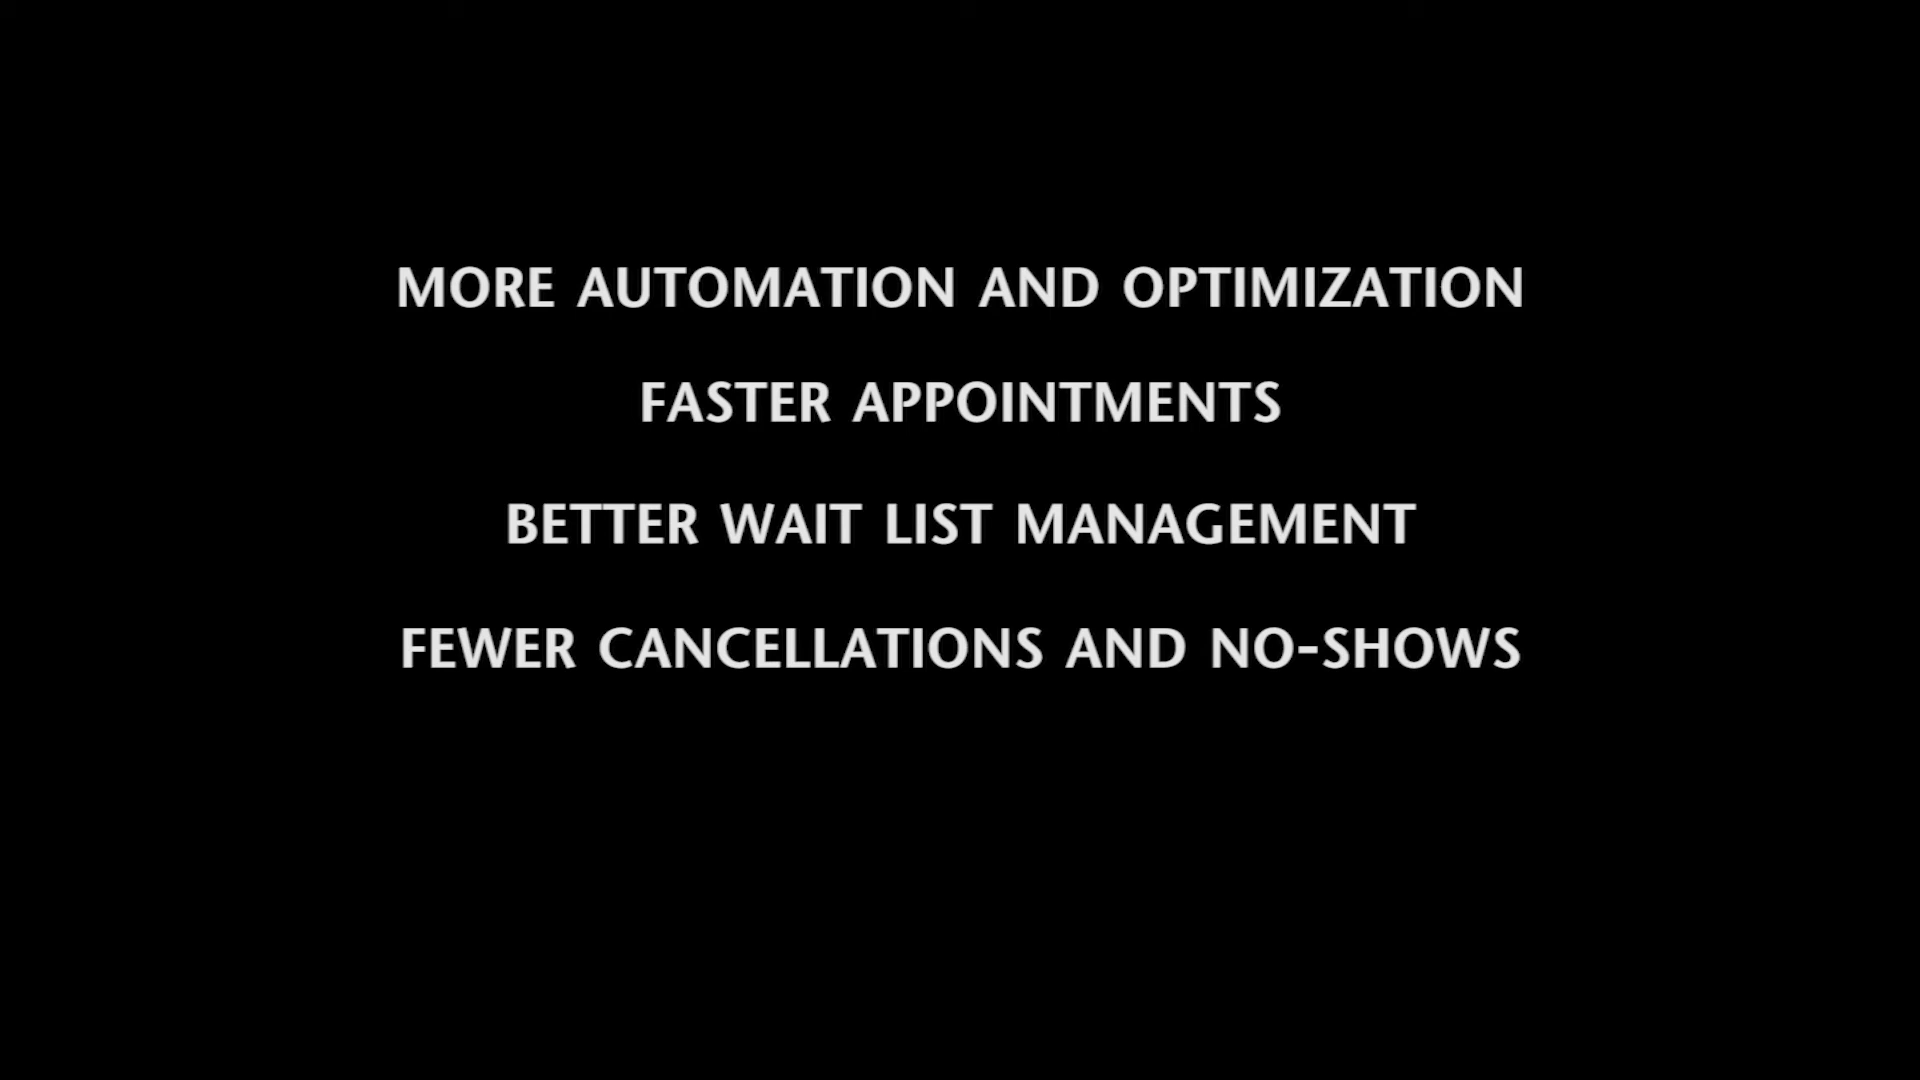 MORE AUTOMATION AND OPTIMIZATION
FASTER APPOINTMENTS
BETTER WAIT LIST MANAGEMENT
FEWER CANCELLATIONS AND NO-SHOWS